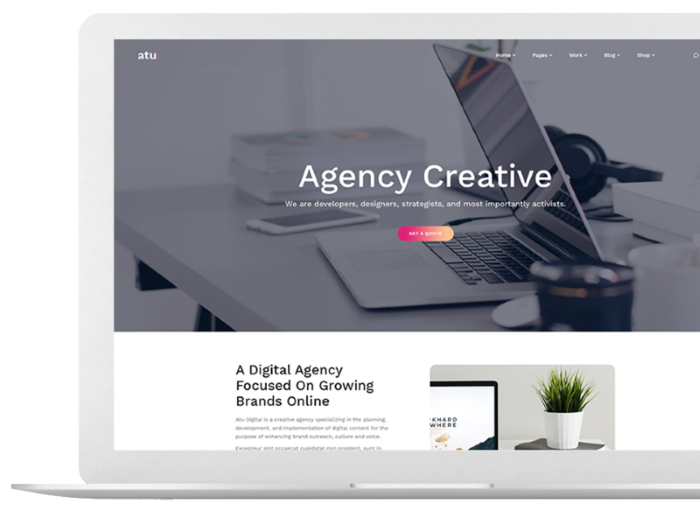 atu.
Home Pages Work Blog Shop
Agency Creative
We are developers, designers, strategists, and most importantly activists.
GET A QUOTE
A Digital Agency
Focused On Growing
Brands Online
Atu Digital is a creative agency specializing in the planning,
development, and implementation of digital content for the
purpose of enhancing brand outreach, culture and voice.
Excepteur sint occaecat cupidatat non proident, sunt in
KHARD
WHERE